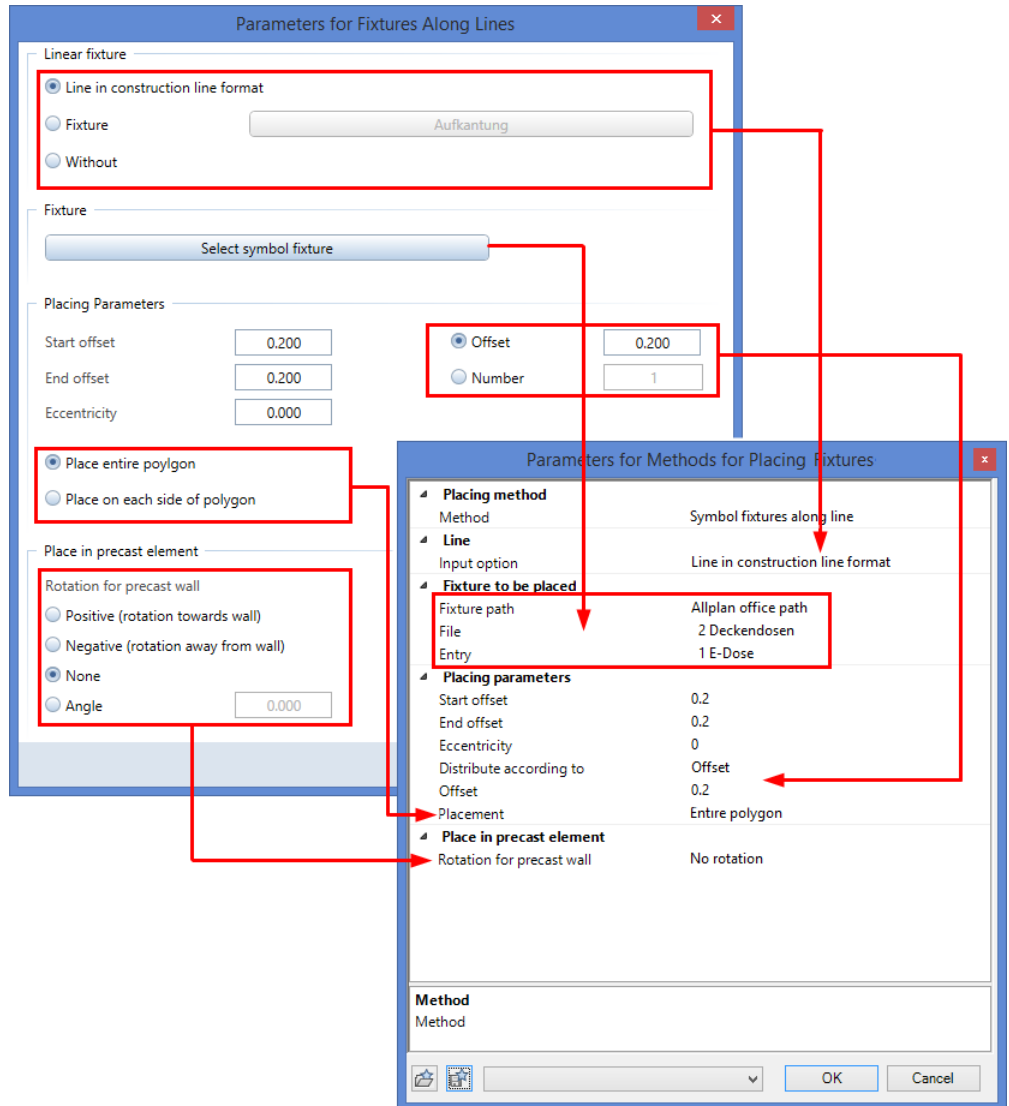 Parameters for Fixtures Along Lines
Linear fixture
Line in construction line format
Fixture
Aufkantung
Without
Fixture
Select symbol fixture
Placing Parameters
Start offset 0.200
Offset 0.200
End offset 0.200
Number 1
Eccentricity 0.000
Place entire poylgon
Place on each side of polygon
Place in precast element
Rotation for precast wall
Positive (rotation towards wall)
Negative (rotation away from wall)
None
Angle 0.000
Parameters for Methods for Placing Fixtures
Placing method
Method Symbol fixtures along line
Line
Input option Line in construction line format
Fixture to be placed
Fixture path Allplan office path
File 2 Deckendosen
Entry 1 E-Dose
Placing parameters
Start offset 0.2
End offset 0.2
Eccentricity 0
Distribute according to Offset
Offset 0.2
Placement Entire polygon
Place in precast element
Rotation for precast wall No rotation
Method
Method
OK Cancel